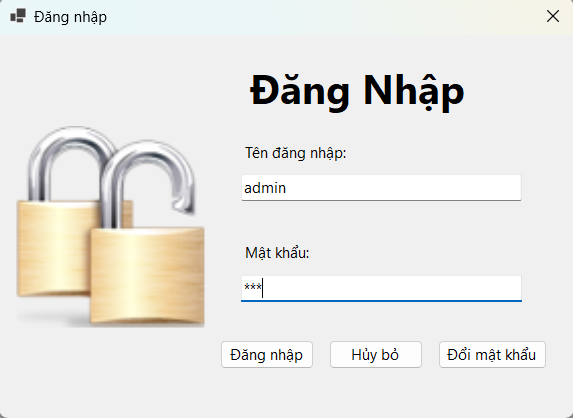 Đăng nhập
Đăng Nhập
Tên đăng nhập:
admin
Mật khẩu:
***
Đăng nhập
Hủy bỏ
Đổi mật khẩu